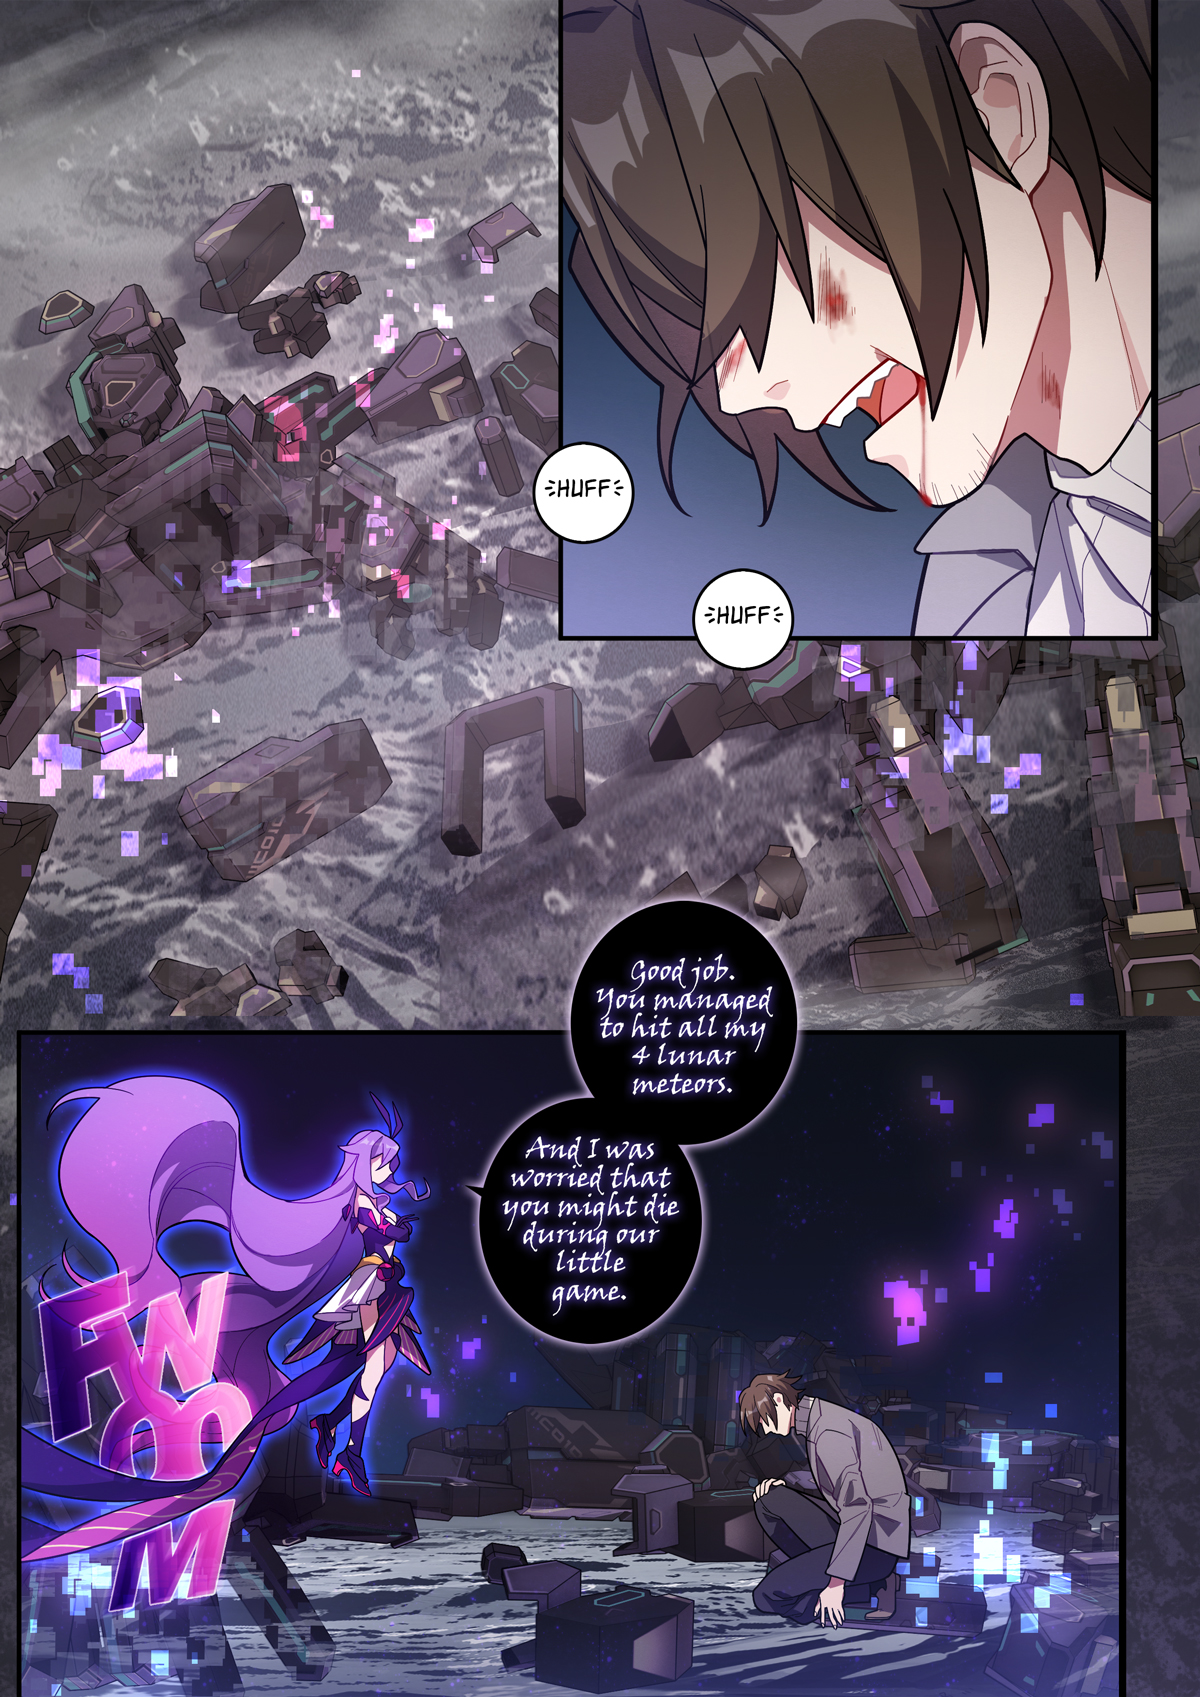 HUFF
HUFF
Good job.
You managed
to hit all my
4 lunar
meteors.
And I was
worried that
you might die
during our
little
game.
FWOOM